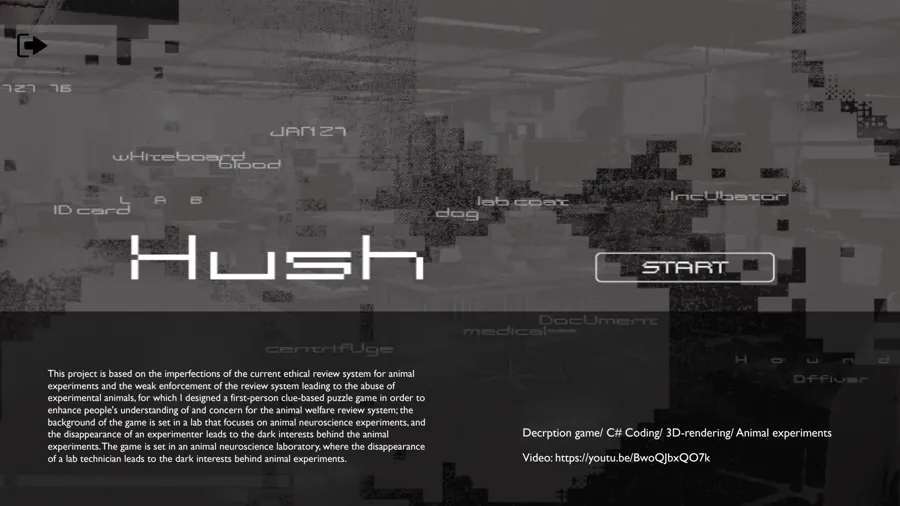 727 76
JAN 27
wHiteboard
blood
L A B
ID card
lab coat
dog
IncUbator
Hush
START
DocUment
medical
centrifUge
H o u n d
This project is based on the imperfections of the current ethical review system for animal
experiments and the weak enforcement of the review system leading to the abuse of
experimental animals, for which I designed a first-person clue-based puzzle game in order to
enhance people's understanding of and concern for the animal welfare review system; the
background of the game is set in a lab that focuses on animal neuroscience experiments, and
the disappearance of an experimenter leads to the dark interests behind the animal
experiments. The game is set in an animal neuroscience laboratory, where the disappearance
of a lab technician leads to the dark interests behind animal experiments.
Decrption game/ C# Coding/ 3D-rendering/ Animal experiments
Video: https://youtu.be/BwoQJbxQO7k